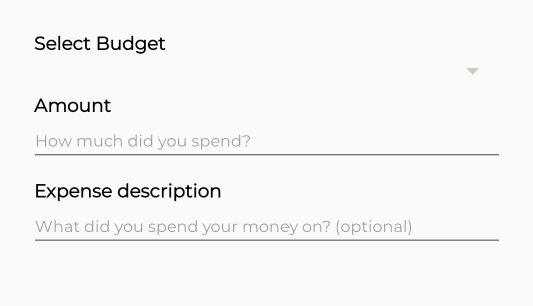 Select Budget
Amount
How much did you spend?
Expense description
What did you spend your money on? (optional)